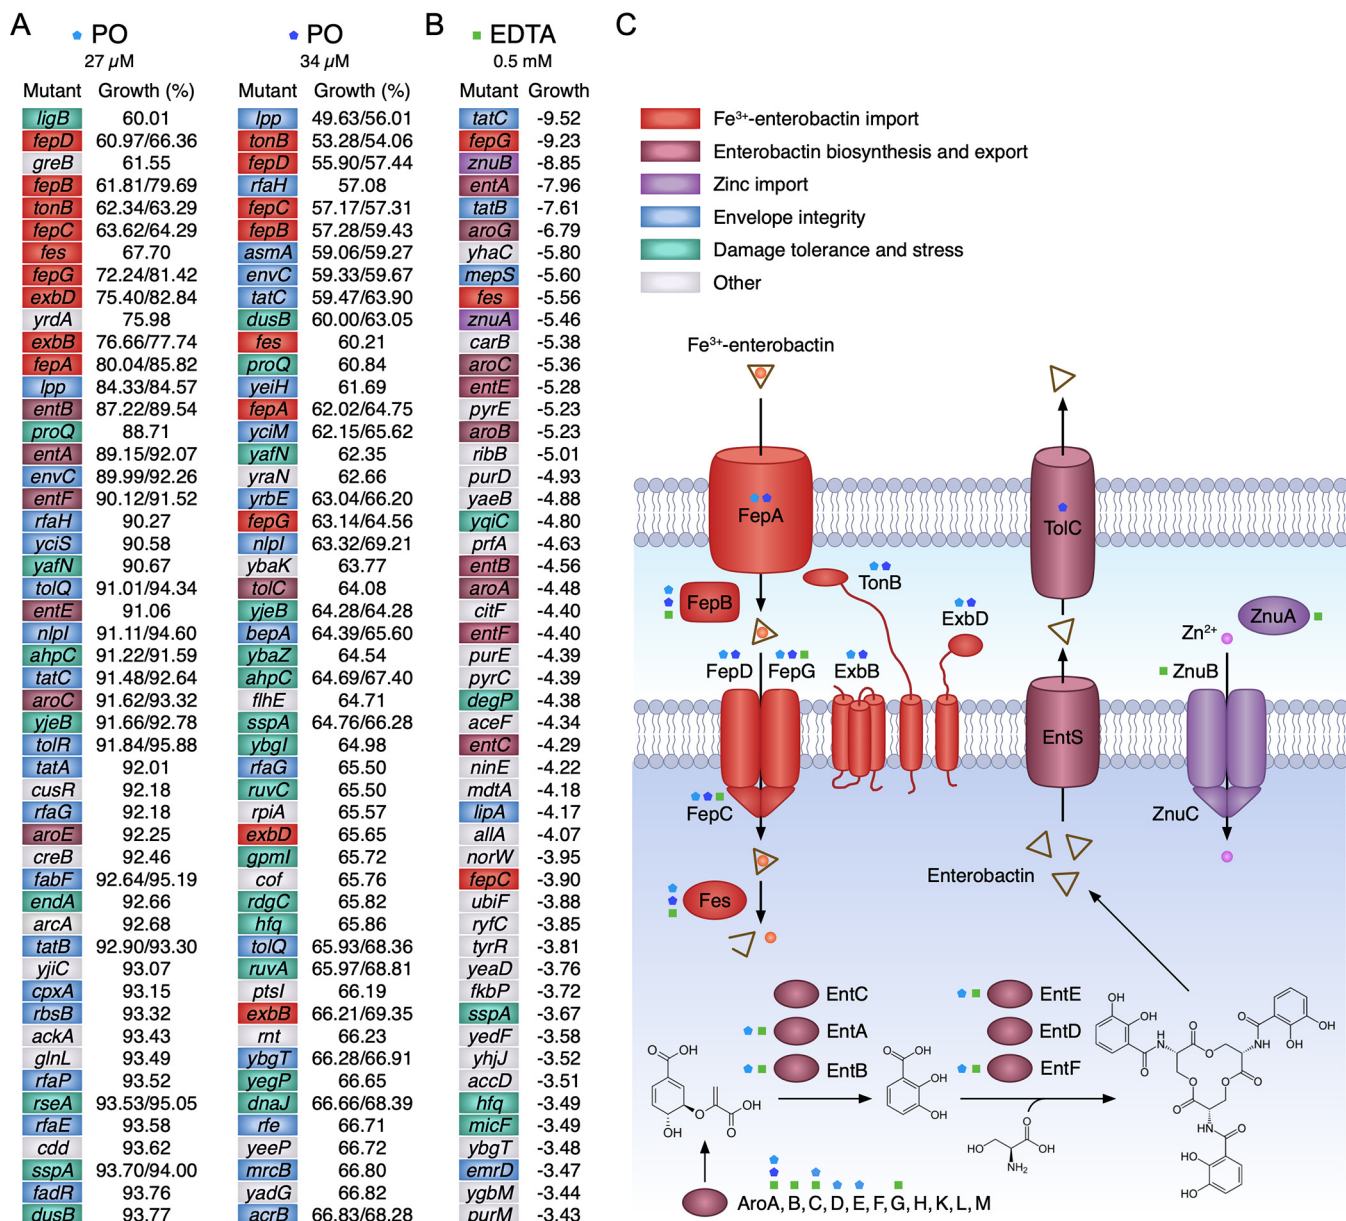 A
PO
27 µM
Mutant Growth (%)
ligB 60.01
fepD 60.97/66.36
greB 61.55
fepB 61.81/79.69
tonB 62.34/63.29
fepC 63.62/64.29
fes 67.70
fepG 72.24/81.42
exbD 75.40/82.84
yrdA 75.98
exbB 76.66/77.74
fepA 80.04/85.82
lpp 84.33/84.57
entB 87.22/89.54
proQ 88.71
entA 89.15/92.07
envC 89.99/92.26
entF 90.12/91.52
rfaH 90.27
yciS 90.58
yafN 90.67
tolQ 91.01/94.34
entE 91.06
nlpI 91.11/94.60
ahpC 91.22/91.59
tatC 91.48/92.64
aroC 91.62/93.32
yjeB 91.66/92.78
tolR 91.84/95.88
tatA 92.01
cusR 92.18
rfaG 92.18
aroE 92.25
creB 92.46
fabF 92.64/95.19
endA 92.66
arcA 92.68
tatB 92.90/93.30
yjiC 93.07
cpxA 93.15
rbsB 93.32
ackA 93.43
glnL 93.49
rfaP 93.52
rseA 93.53/95.05
rfaE 93.58
cdd 93.62
sspA 93.70/94.00
fadR 93.76
dusB 93.77
PO
34 µM
Mutant Growth (%)
lpp 49.63/56.01
tonB 53.28/54.06
fepD 55.90/57.44
rfaH 57.08
fepC 57.17/57.31
fepB 57.28/59.43
asmA 59.06/59.27
envC 59.33/59.67
tatC 59.47/63.90
dusB 60.00/63.05
fes 60.21
proQ 60.84
yeiH 61.69
fepA 62.02/64.75
yciM 62.15/65.62
yafN 62.35
yraN 62.66
yrbE 63.04/66.20
fepG 63.14/64.56
nlpI 63.32/69.21
ybaK 63.77
tolC 64.08
yjeB 64.28/64.28
bepA 64.39/65.60
ybaZ 64.54
ahpC 64.69/67.40
flhE 64.71
sspA 64.76/66.28
ybgI 64.98
rfaG 65.50
ruvC 65.50
rpiA 65.57
exbD 65.65
gpmI 65.72
cof 65.76
rdgC 65.82
hfq 65.86
tolQ 65.93/68.36
ruvA 65.97/68.81
ptsI 66.19
exbB 66.21/69.35
rnt 66.23
ybgT 66.28/66.91
yegP 66.65
dnaJ 66.66/68.39
rfe 66.71
yeeP 66.72
mrcB 66.80
yadG 66.82
acrB 66.83/68.28
B
EDTA
0.5 mM
Mutant Growth
tatC -9.52
fepG -9.23
znuB -8.85
entA -7.96
tatB -7.61
aroG -6.79
yhaC -5.80
mepS -5.60
fes -5.56
znuA -5.46
carB -5.38
aroC -5.36
entE -5.28
pyrE -5.23
aroB -5.23
ribB -5.01
purD -4.93
yaeB -4.88
yqiC -4.80
prfA -4.63
entB -4.56
aroA -4.48
citF -4.40
entF -4.40
purE -4.39
pyrC -4.39
degP -4.38
aceF -4.34
entC -4.29
ninE -4.22
mdtA -4.18
lipA -4.17
allA -4.07
norW -3.95
fepC -3.90
ubiF -3.88
ryfC -3.85
tyrR -3.81
yeaD -3.76
fkbP -3.72
sspA -3.67
yedF -3.58
yhjJ -3.52
accD -3.51
hfq -3.49
micF -3.49
ybgT -3.48
emrD -3.47
ygbM -3.44
purM -3.43
C
Fe³⁺-enterobactin import
Enterobactin biosynthesis and export
Zinc import
Envelope integrity
Damage tolerance and stress
Other
Fe³⁺-enterobactin
FepA
TolC
TonB
FepB
ExbD
ZnuA
Zn²⁺
FepD FepG ExbB
ZnuB
EntS
FepC
ZnuC
Enterobactin
Fes
EntC
EntA
EntB
EntE
EntD
EntF
O
OH
O
OH
O
OH
O
OH
OH
OH
O
HO
OH
NH₂
OH
OH
O
N
H
O
O
O
NH
OH
OH
O
O
O
O
HN
O
HO
HO
AroA, B, C, D, E, F, G, H, K, L, M